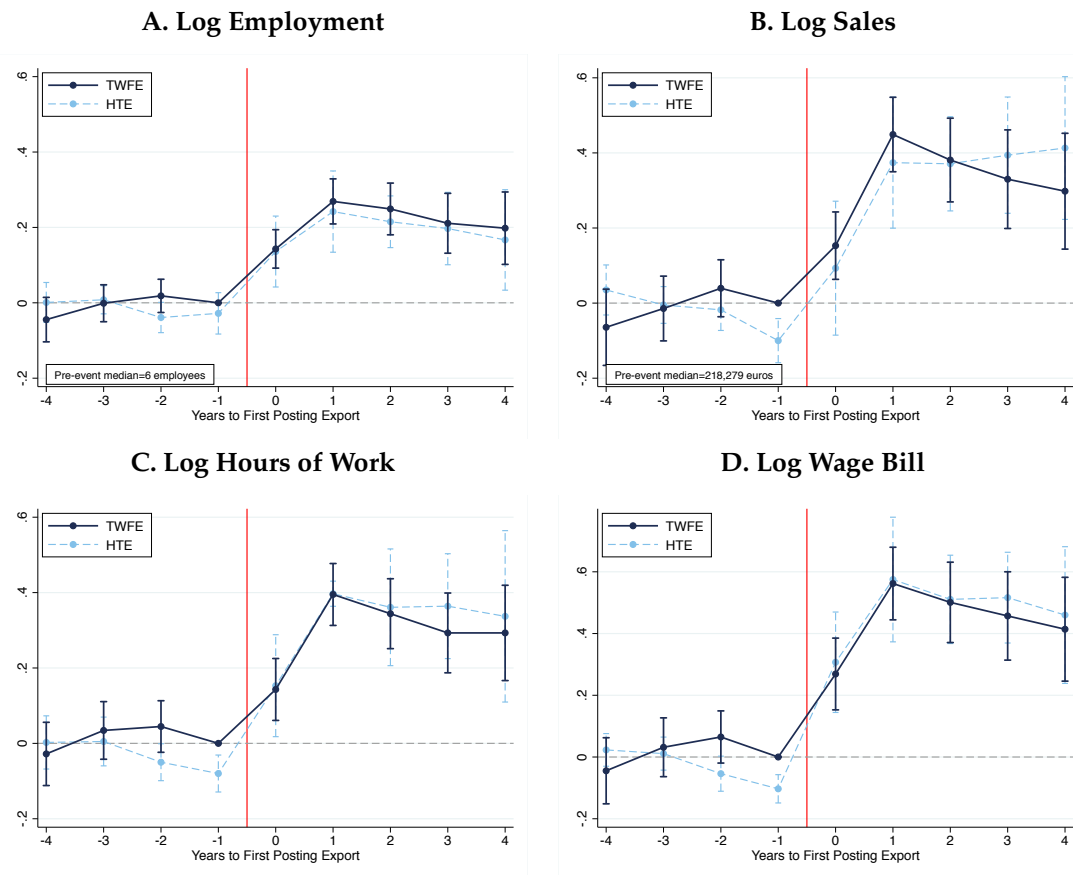 A. Log Employment
TWFE
HTE
.6
.4
.2
0
-.2
Pre-event median=6 employees
-4 -3 -2 -1 0 1 2 3 4
Years to First Posting Export
B. Log Sales
TWFE
HTE
.6
.4
.2
0
-.2
Pre-event median=218,279 euros
-4 -3 -2 -1 0 1 2 3 4
Years to First Posting Export
C. Log Hours of Work
TWFE
HTE
.6
.4
.2
0
-.2
-4 -3 -2 -1 0 1 2 3 4
Years to First Posting Export
D. Log Wage Bill
TWFE
HTE
.6
.4
.2
0
-.2
-4 -3 -2 -1 0 1 2 3 4
Years to First Posting Export